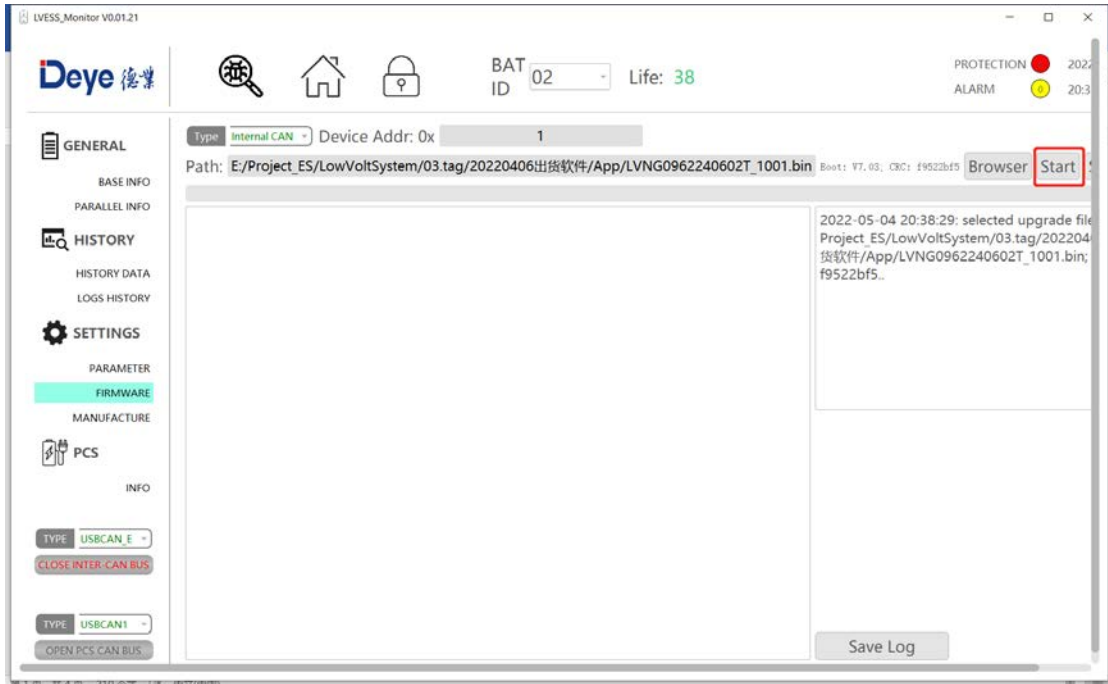 LVESS_Monitor V0.01.21
Deye 德業
BAT ID 02 Life: 38
PROTECTION 2022
ALARM 0 20:3
Type Internal CAN Device Addr: 0x 1
Path: E:/Project_ES/LowVoltSystem/03.tag/20220406出货软件/App/LVNG0962240602T_1001.bin Boot: V7.03, CRC: f9522bf5 Browser Start
GENERAL
BASE INFO
PARALLEL INFO
HISTORY
HISTORY DATA
LOGS HISTORY
SETTINGS
PARAMETER
FIRMWARE
MANUFACTURE
PCS
INFO
TYPE USBCAN_E
CLOSE INTER-CAN BUS
TYPE USBCAN1
OPEN PCS CAN BUS
2022-05-04 20:38:29: selected upgrade file
Project_ES/LowVoltSystem/03.tag/202204
货软件/App/LVNG0962240602T_1001.bin;
f9522bf5..
Save Log